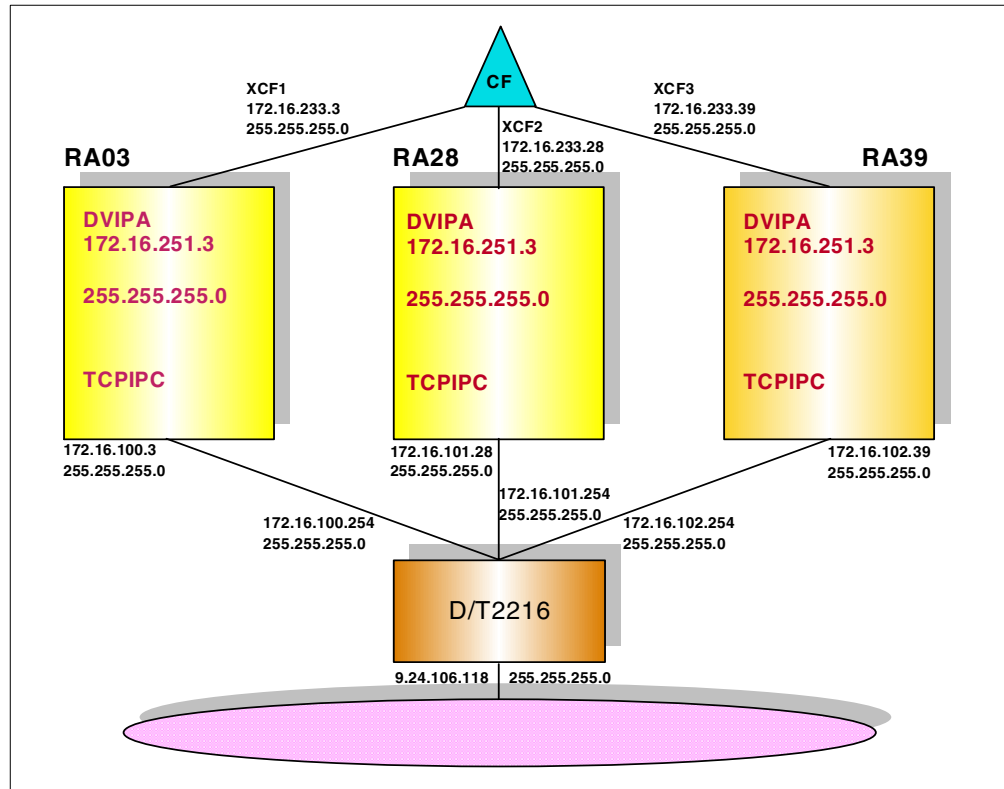 CF
XCF1
172.16.233.3
255.255.255.0
XCF2
172.16.233.28
255.255.255.0
XCF3
172.16.233.39
255.255.255.0
RA03
RA28
RA39
DVIPA
172.16.251.3
255.255.255.0
TCPIPC
DVIPA
172.16.251.3
255.255.255.0
TCPIPC
DVIPA
172.16.251.3
255.255.255.0
TCPIPC
172.16.100.3
255.255.255.0
172.16.101.28
255.255.255.0
172.16.102.39
255.255.255.0
172.16.100.254
255.255.255.0
172.16.101.254
255.255.255.0
172.16.102.254
255.255.255.0
D/T2216
9.24.106.118 255.255.255.0